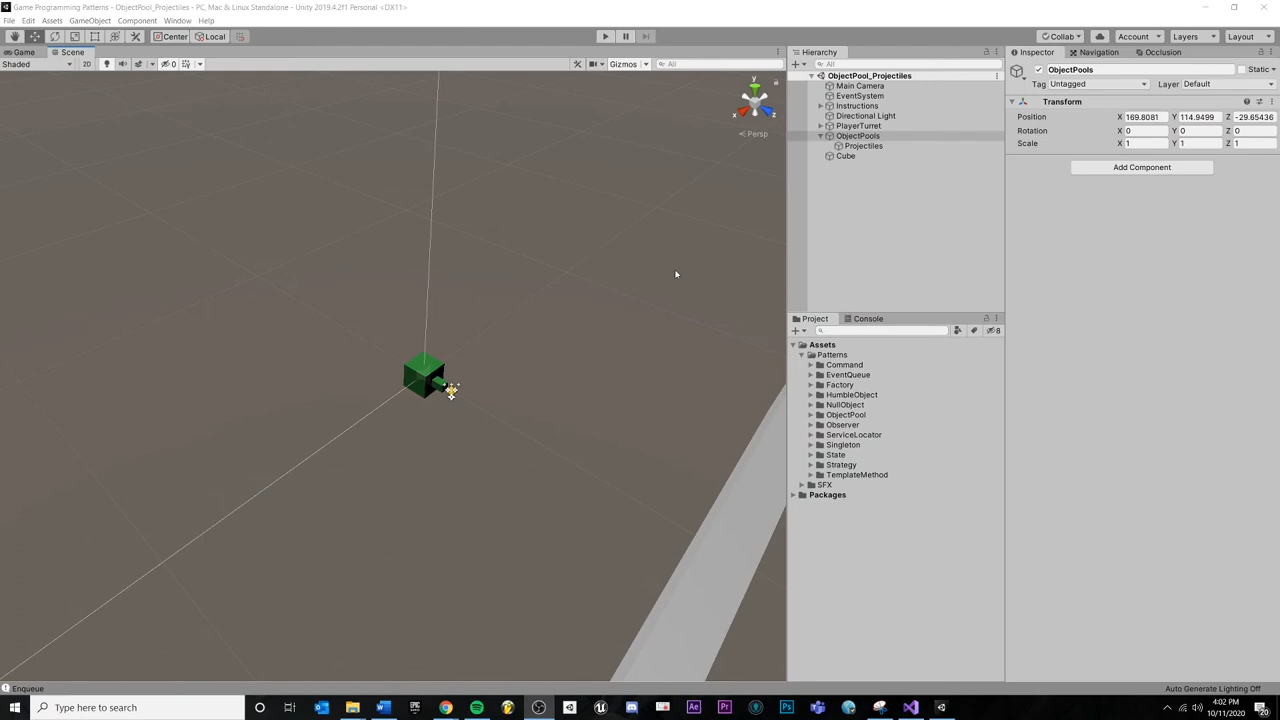 Game Programming Patterns - ObjectPool_Projectiles - PC, Mac & Linux Standalone - Unity 2019.4.2f1 Personal <DX11>
File Edit Assets GameObject Component Window Help
Center Local Collab Account Layers Layout
Game Scene
Shaded 2D 0 Gizmos All
y
x z
Persp
Hierarchy
All
ObjectPool_Projectiles
Main Camera
EventSystem
Instructions
Directional Light
PlayerTurret
ObjectPools
Projectiles
Cube
Project Console
8
Assets
Patterns
Command
EventQueue
Factory
HumbleObject
NullObject
ObjectPool
Observer
ServiceLocator
Singleton
State
Strategy
TemplateMethod
SFX
Packages
Inspector Navigation Occlusion
ObjectPools Static
Tag Untagged Layer Default
Transform
Position X 169.8081 Y 114.9499 Z -29.65436
Rotation X 0 Y 0 Z 0
Scale X 1 Y 1 Z 1
Add Component
Enqueue Auto Generate Lighting Off
Type here to search
4:02 PM
10/11/2020
20